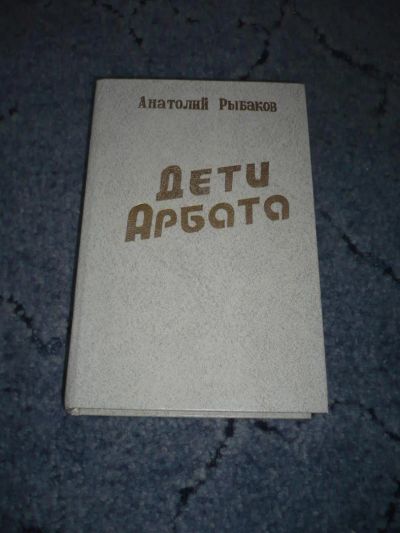 Анатолий Рыбаков
Дети
Арбата